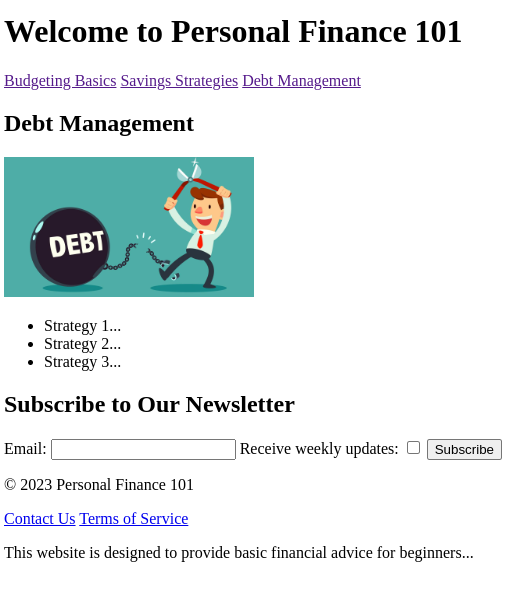 Welcome to Personal Finance 101
Budgeting Basics Savings Strategies Debt Management
Debt Management
DEBT
Strategy 1...
Strategy 2...
Strategy 3...
Subscribe to Our Newsletter
Email: Receive weekly updates: Subscribe
© 2023 Personal Finance 101
Contact Us Terms of Service
This website is designed to provide basic financial advice for beginners...